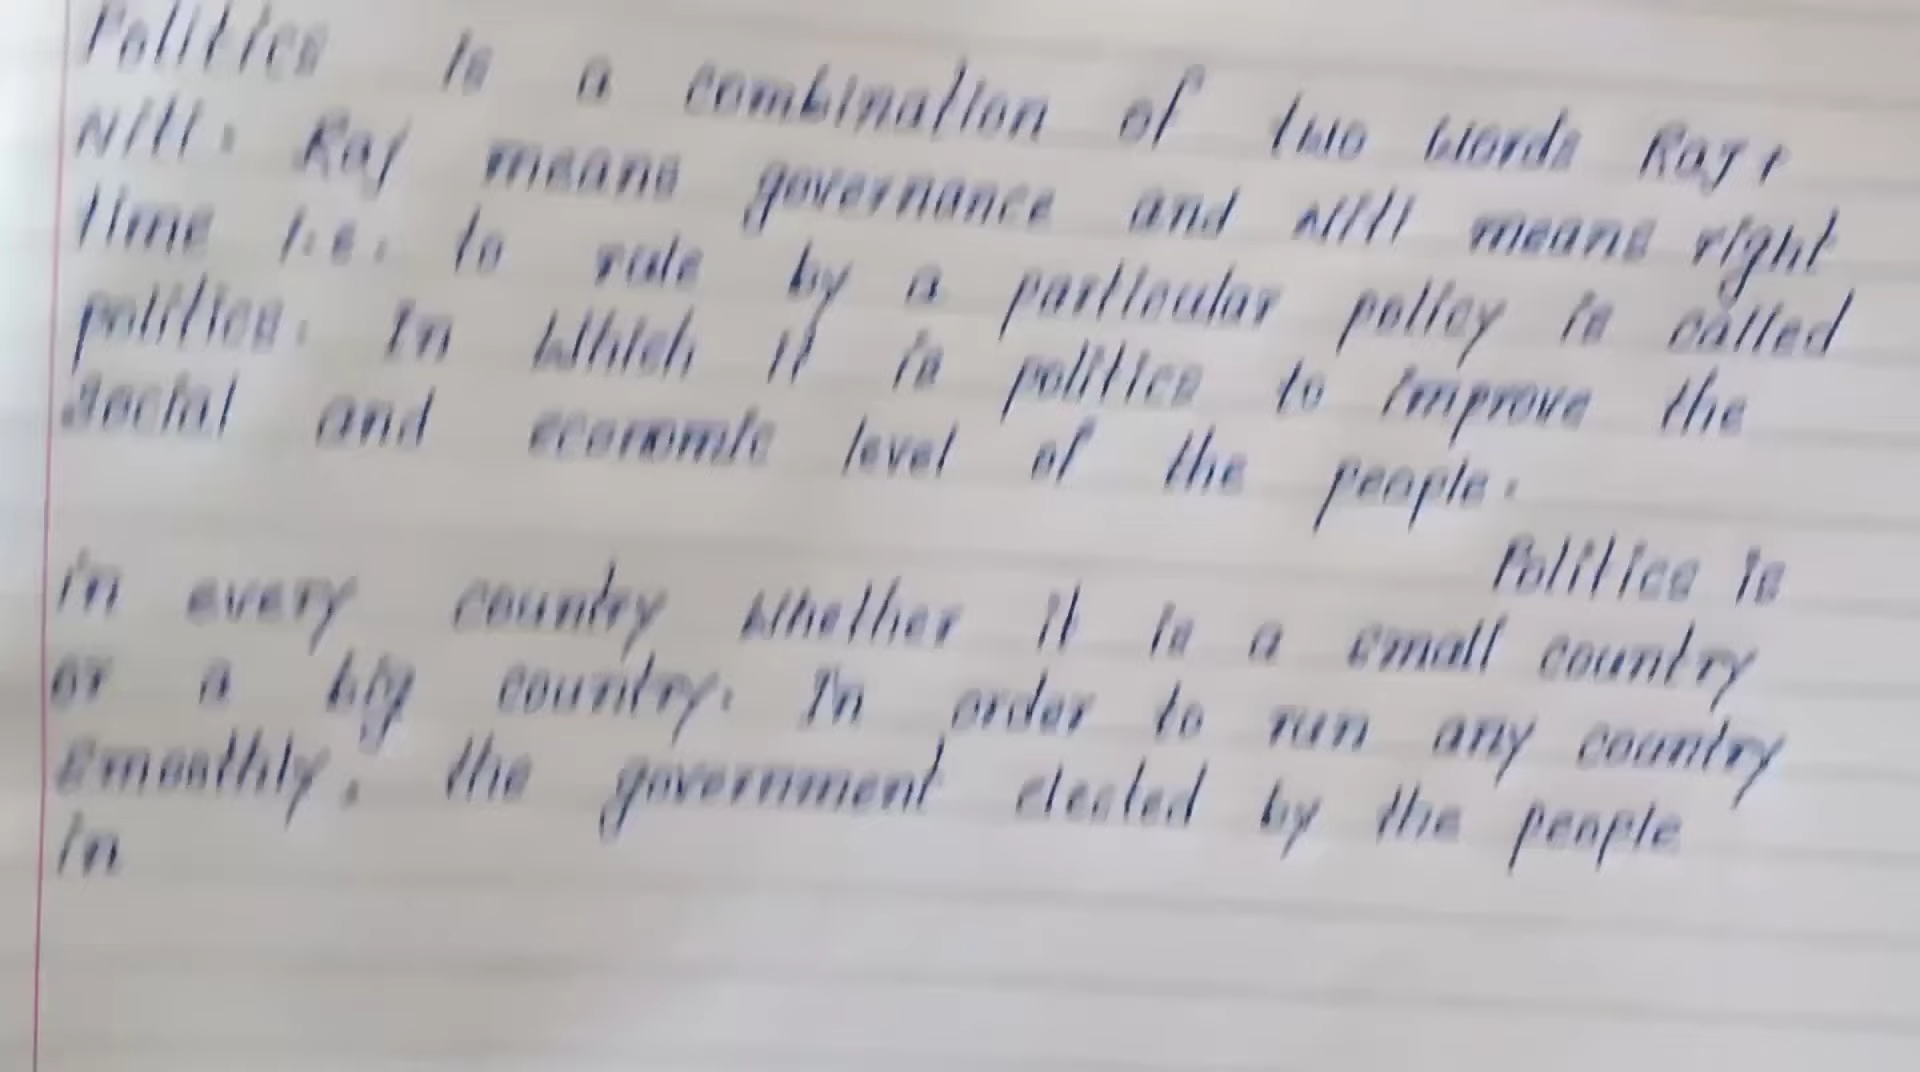 Politics is a combination of two words Raj +
Niti. Raj means governance and Niti means right
time i.e. to rule by a particular policy is called
politics. In Which it is politics to improve the
social and economic level of the people.
Politics is
in every country whether it is a small country
or a big country. In order to run any country
smoothly, the government elected by the people
in